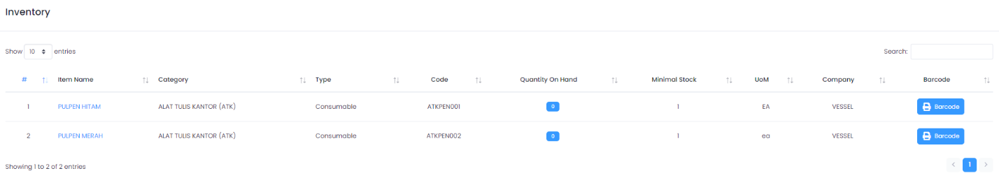 Inventory
Show 10 entries Search:
# Item Name Category Type Code Quantity On Hand Minimal Stock UoM Company Barcode
1 PULPEN HITAM ALAT TULIS KANTOR (ATK) Consumable ATKPEN001 0 1 EA VESSEL Barcode
2 PULPEN MERAH ALAT TULIS KANTOR (ATK) Consumable ATKPEN002 0 1 ea VESSEL Barcode
Showing 1 to 2 of 2 entries 1